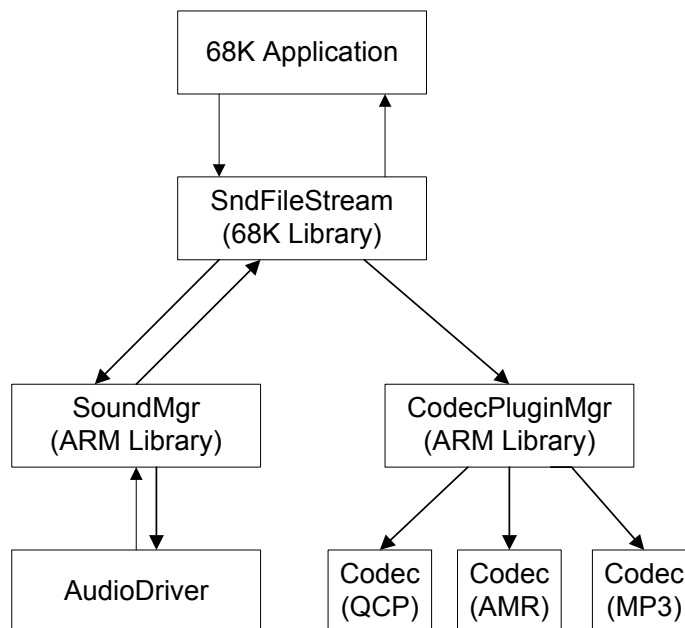 68K Application
SndFileStream
(68K Library)
SoundMgr
(ARM Library)
CodecPluginMgr
(ARM Library)
AudioDriver
Codec
(QCP)
Codec
(AMR)
Codec
(MP3)